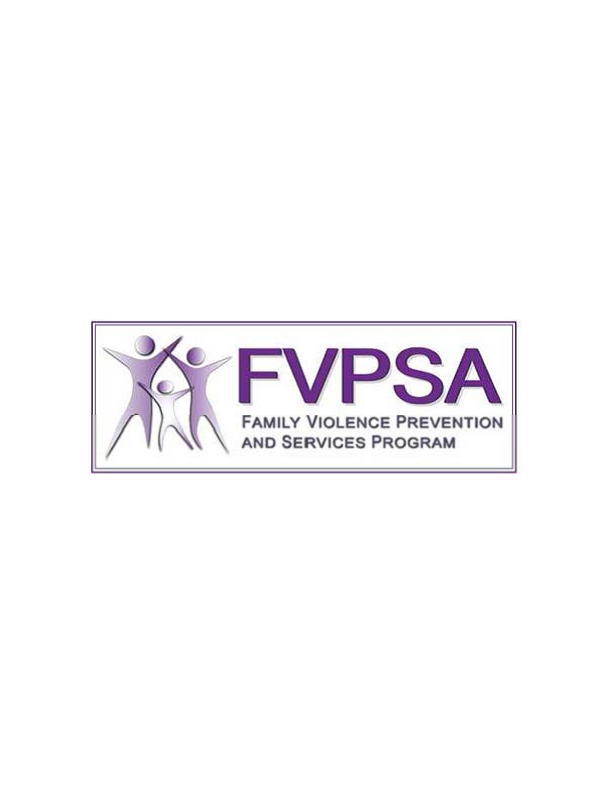 FVPSA
FAMILY VIOLENCE PREVENTION
AND SERVICES PROGRAM